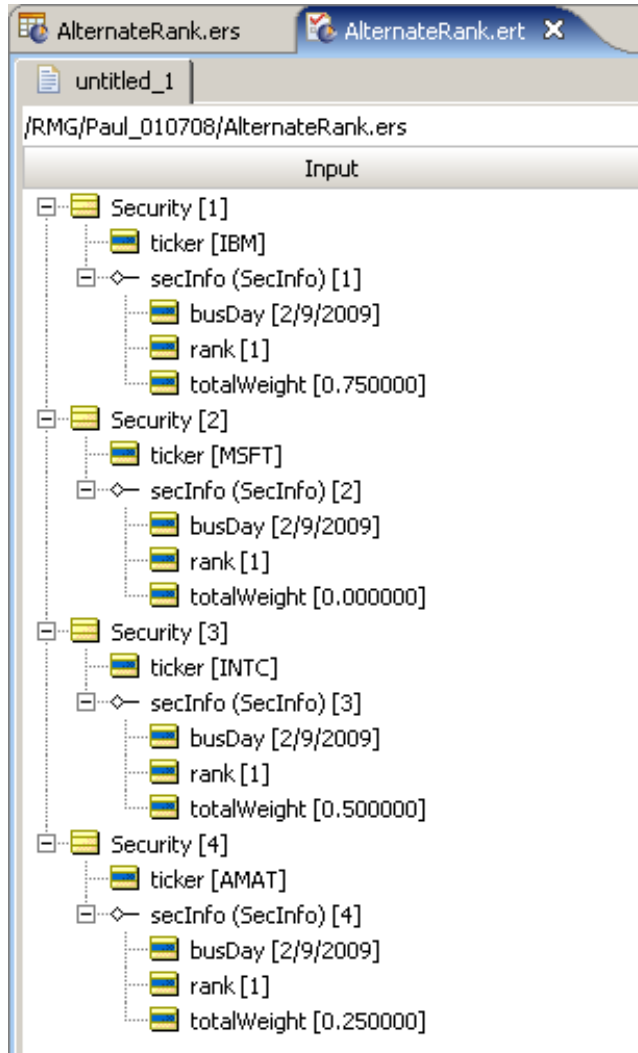 AlternateRank.ers AlternateRank.ert
untitled_1
/RMG/Paul_010708/AlternateRank.ers
Input
Security [1]
ticker [IBM]
secInfo (SecInfo) [1]
busDay [2/9/2009]
rank [1]
totalWeight [0.750000]
Security [2]
ticker [MSFT]
secInfo (SecInfo) [2]
busDay [2/9/2009]
rank [1]
totalWeight [0.000000]
Security [3]
ticker [INTC]
secInfo (SecInfo) [3]
busDay [2/9/2009]
rank [1]
totalWeight [0.500000]
Security [4]
ticker [AMAT]
secInfo (SecInfo) [4]
busDay [2/9/2009]
rank [1]
totalWeight [0.250000]